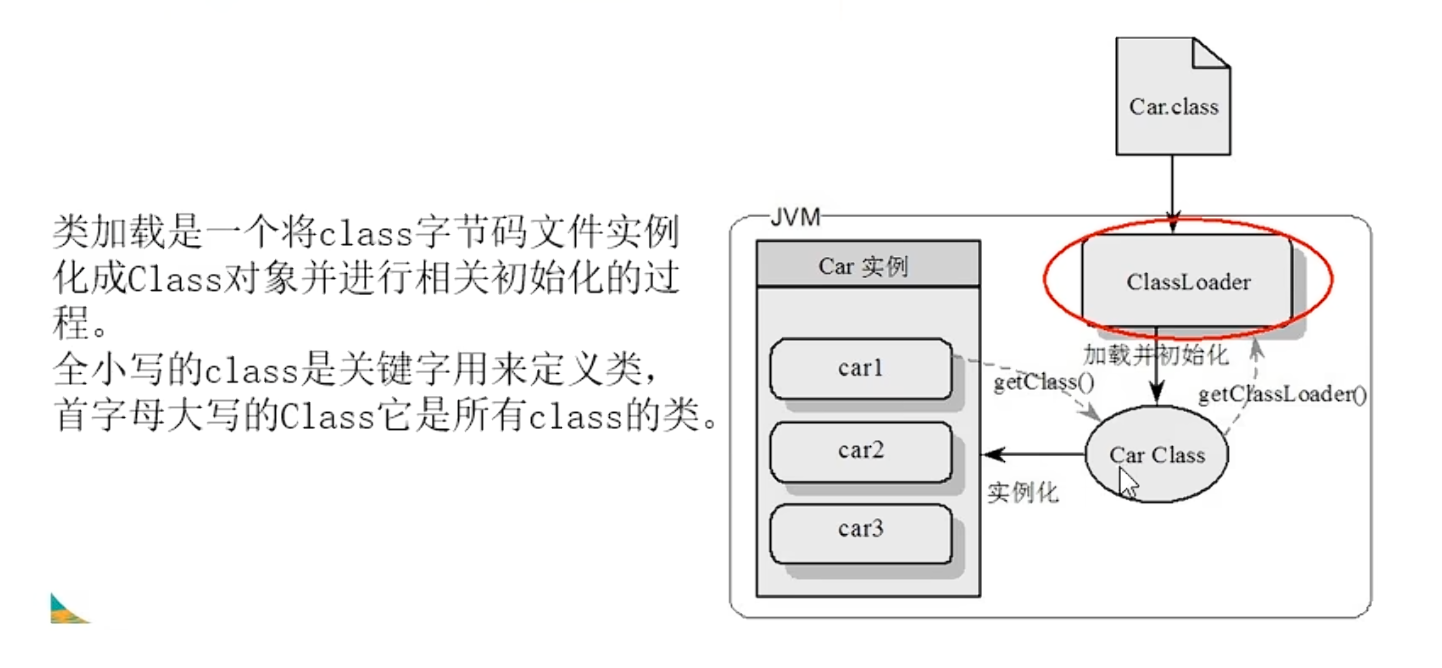 类加载是一个将class字节码文件实例
化成Class对象并进行相关初始化的过
程。
全小写的class是关键字用来定义类，
首字母大写的Class它是所有class的类。
Car.class
JVM
Car 实例
ClassLoader
加载并初始化
car1
getClass()
getClassLoader()
car2
Car Class
实例化
car3